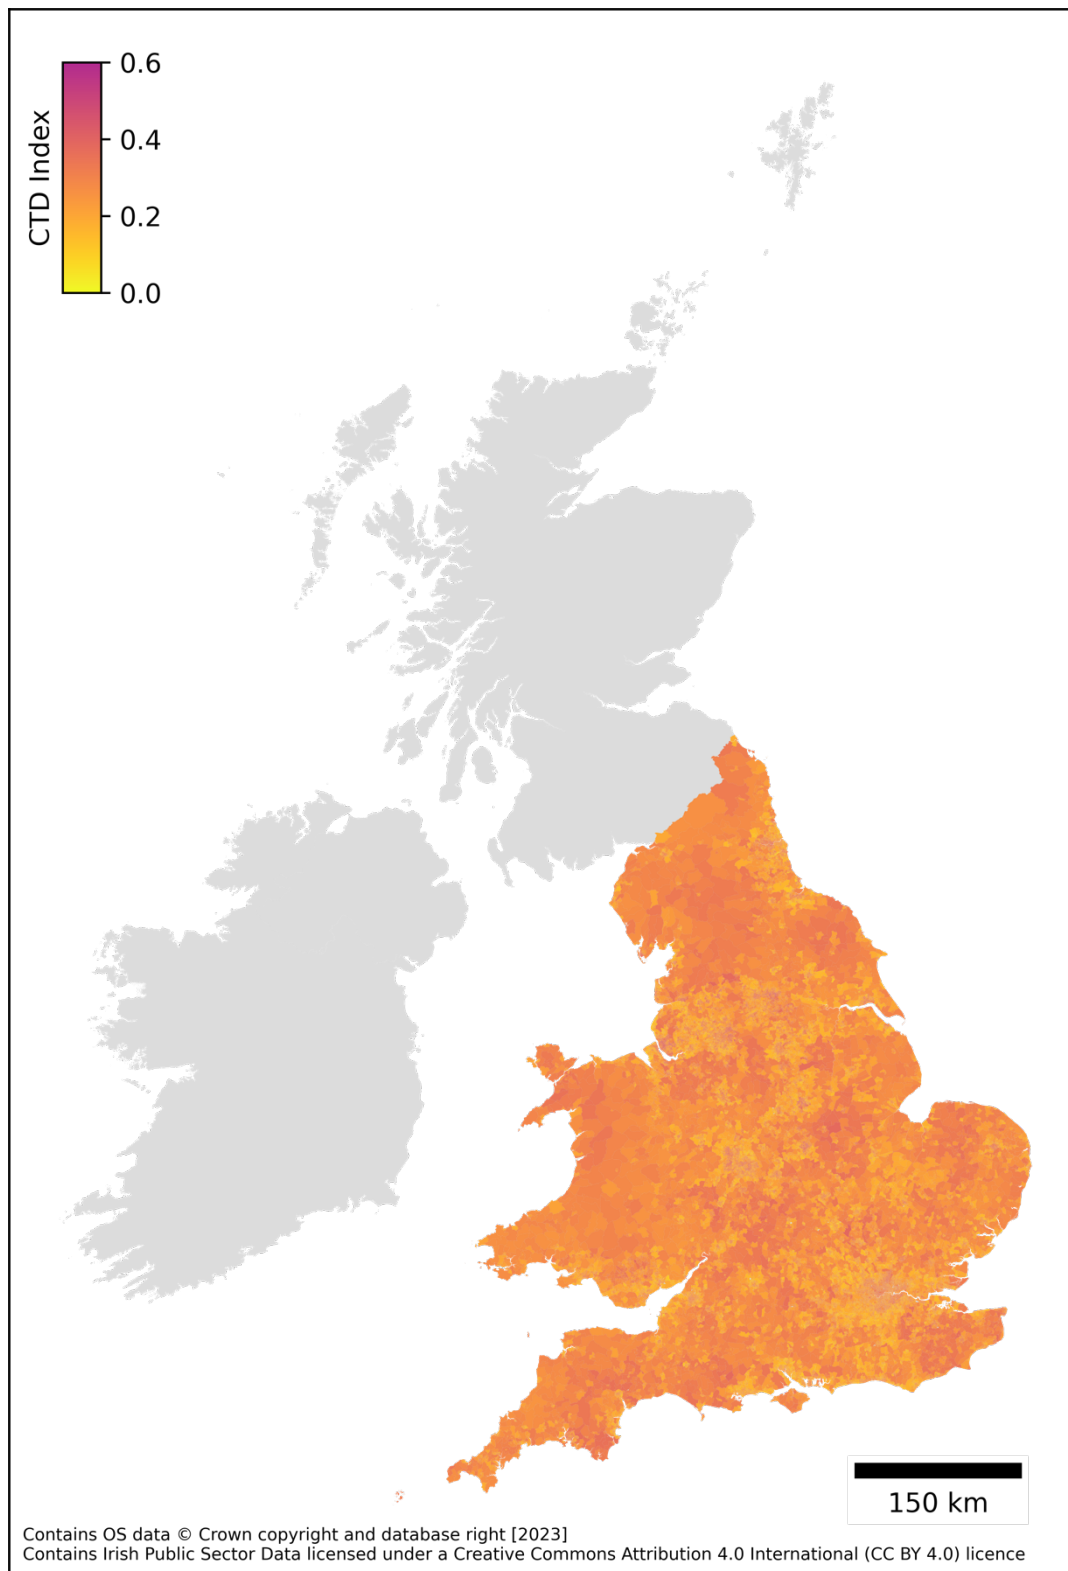 CTD Index
0.6
0.4
0.2
0.0
150 km
Contains OS data © Crown copyright and database right [2023]
Contains Irish Public Sector Data licensed under a Creative Commons Attribution 4.0 International (CC BY 4.0) licence